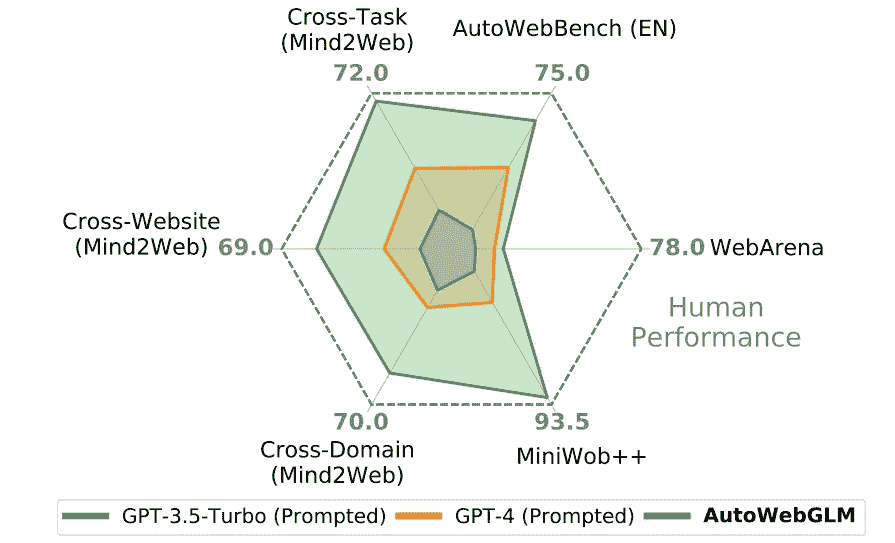 Cross-Task
(Mind2Web)
72.0
AutoWebBench (EN)
75.0
Cross-Website
(Mind2Web) 69.0
78.0 WebArena
Human
Performance
70.0
Cross-Domain
(Mind2Web)
93.5
MiniWob++
GPT-3.5-Turbo (Prompted) GPT-4 (Prompted) AutoWebGLM